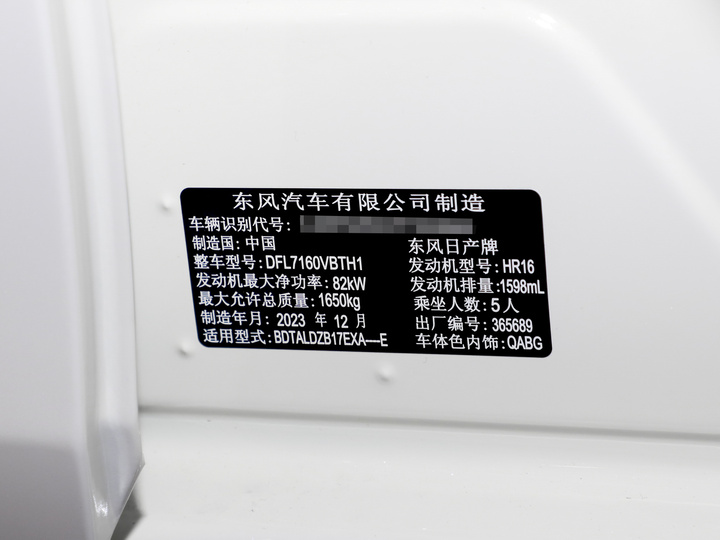 东风汽车有限公司制造
车辆识别代号:
制造国: 中国 东风日产牌
整车型号: DFL7160VBTH1 发动机型号: HR16
发动机最大净功率: 82kW 发动机排量: 1598mL
最大允许总质量: 1650kg 乘坐人数: 5 人
制造年月: 2023 年 12 月 出厂编号: 365689
适用型式: BDTALDZB17EXA----E 车体色内饰: QABG